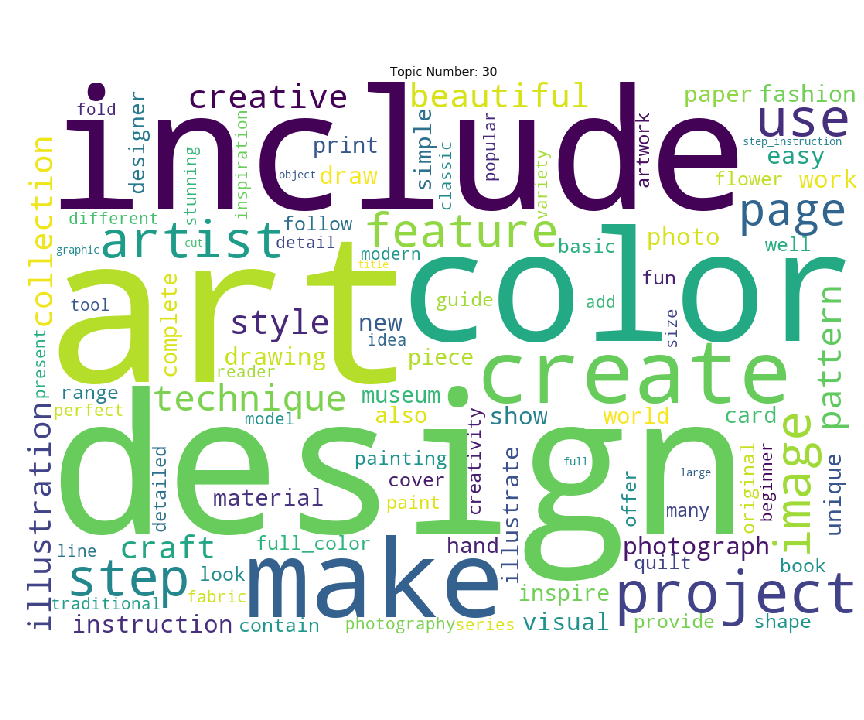 Topic Number: 30
include
fold
designer
creative
stunning
inspiration
object
print
draw
beautiful
simple
classic
popular
variety
artwork
paper
fashion
use
step_instruction
easy
flower
work
page
collection
different
graphic
artist
cut
follow
detail
modern
title
feature
basic
photo
well
art
color
tool
complete
style
new
idea
guide
add
fun
size
pattern
present
range
perfect
drawing
reader
piece
create
technique
model
museum
also
show
world
card
design
illustration
detailed
painting
cover
paint
creativity
material
full
large
offer
many
original
beginner
image
unique
line
craft
full_color
look
step
traditional
fabric
make
hand
illustrate
photograph
quilt
book
inspire
project
instruction
contain
photography
series
visual
provide
shape